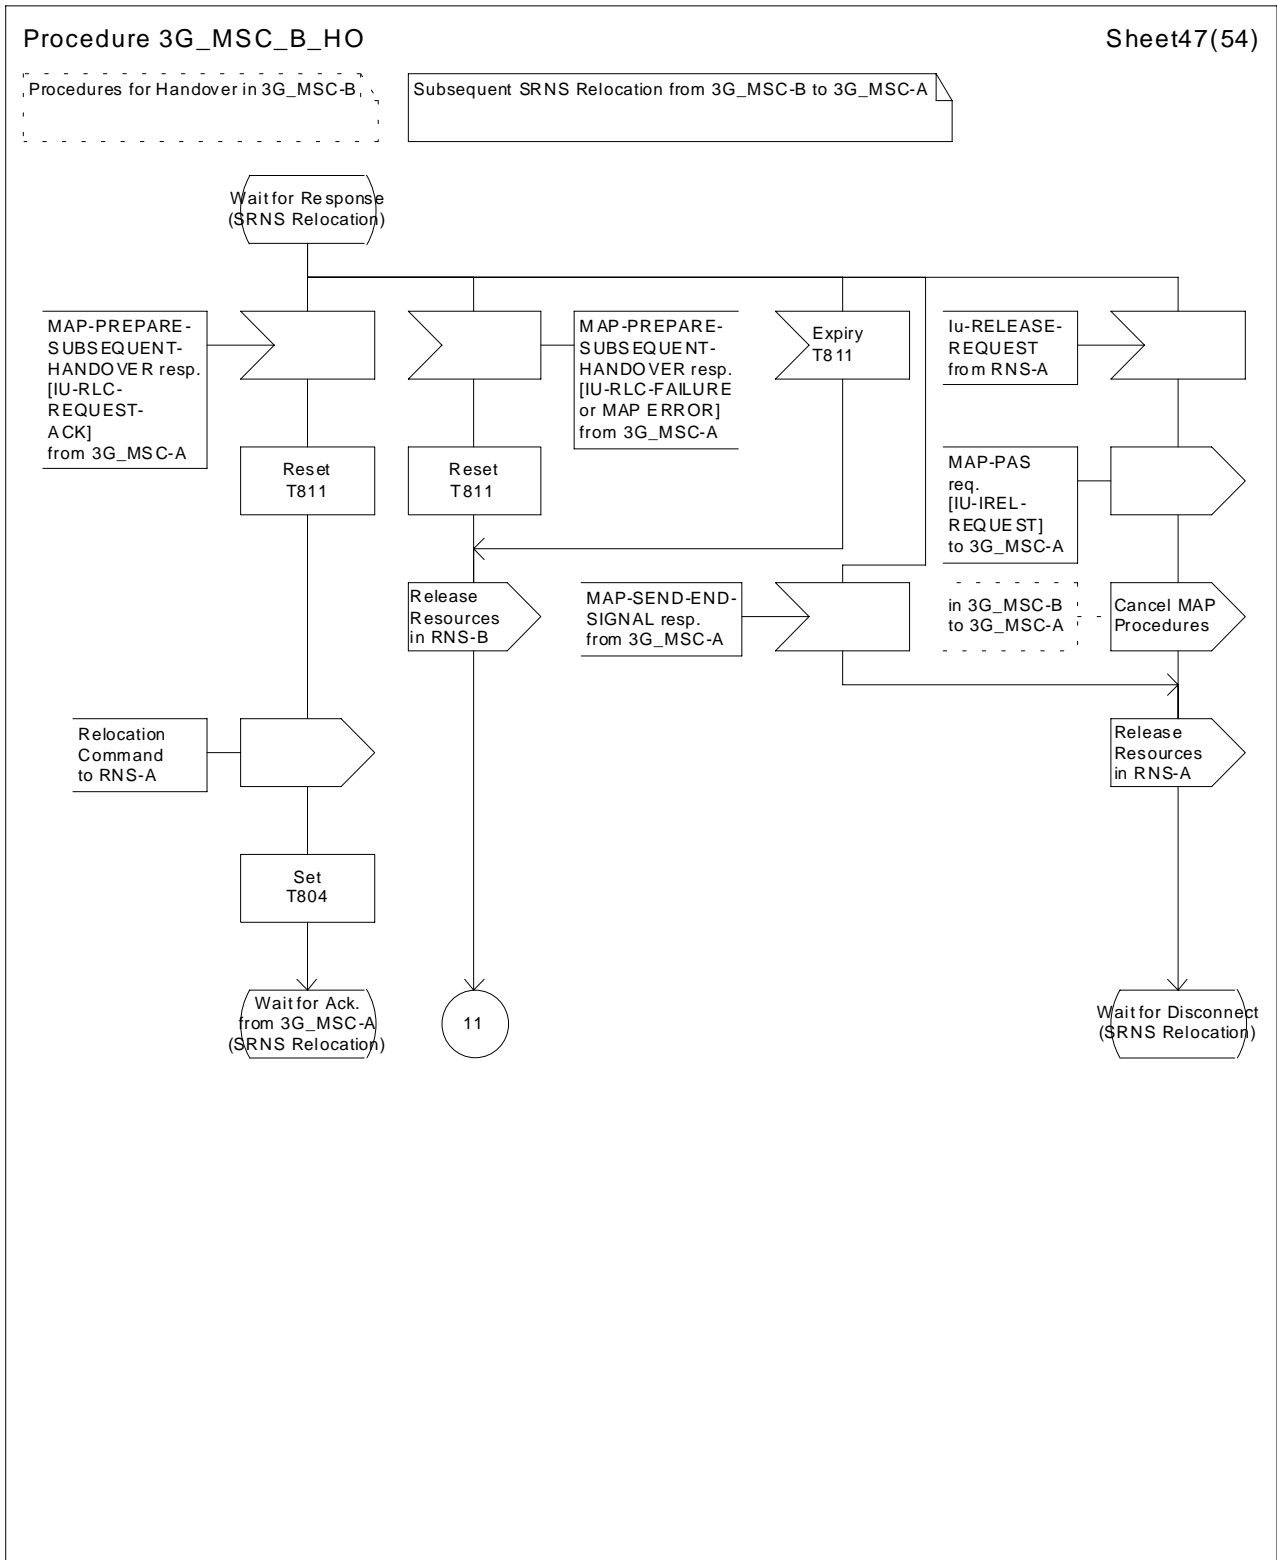 Procedure 3G_MSC_B_HO
Sheet47(54)
Procedures for Handover in 3G_MSC-B
Subsequent SRNS Relocation from 3G_MSC-B to 3G_MSC-A
Wait for Response
(SRNS Relocation)
MAP-PREPARE-
SUBSEQUENT-
HANDOVER resp.
[IU-RLC-
REQUEST-
ACK]
from 3G_MSC-A
MAP-PREPARE-
SUBSEQUENT-
HANDOVER resp.
[IU-RLC-FAILURE
or MAP ERROR]
from 3G_MSC-A
Expiry
T811
Iu-RELEASE-
REQUEST
from RNS-A
Reset
T811
Reset
T811
MAP-PAS
req.
[IU-IREL-
REQUEST]
to 3G_MSC-A
Release
Resources
in RNS-B
MAP-SEND-END-
SIGNAL resp.
from 3G_MSC-A
in 3G_MSC-B
to 3G_MSC-A
Cancel MAP
Procedures
Relocation
Command
to RNS-A
Release
Resources
in RNS-A
Set
T804
Wait for Ack.
from 3G_MSC-A
(SRNS Relocation)
11
Wait for Disconnect
(SRNS Relocation)